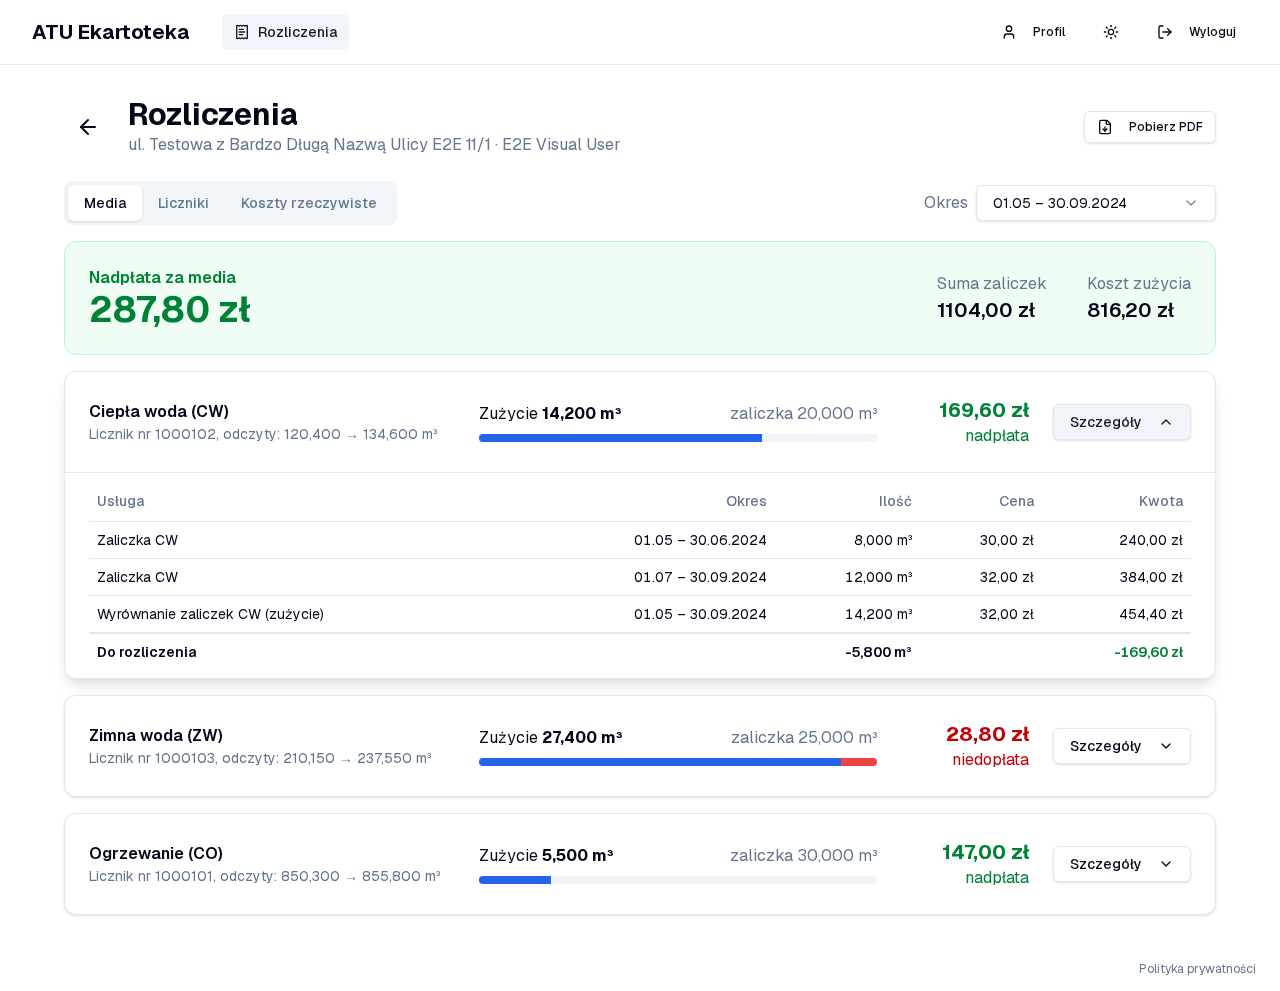 ATU Ekartoteka
Rozliczenia
Profil
Wyloguj
Rozliczenia
ul. Testowa z Bardzo Długą Nazwą Ulicy E2E 11/1 · E2E Visual User
Pobierz PDF
Media
Liczniki
Koszty rzeczywiste
Okres
01.05 – 30.09.2024
Nadpłata za media
287,80 zł
Suma zaliczek
1104,00 zł
Koszt zużycia
816,20 zł
Ciepła woda (CW)
Licznik nr 1000102, odczyty: 120,400 → 134,600 m³
Zużycie 14,200 m³
zaliczka 20,000 m³
169,60 zł
nadpłata
Szczegóły
Usługa Okres Ilość Cena Kwota
Zaliczka CW 01.05 – 30.06.2024 8,000 m³ 30,00 zł 240,00 zł
Zaliczka CW 01.07 – 30.09.2024 12,000 m³ 32,00 zł 384,00 zł
Wyrównanie zaliczek CW (zużycie) 01.05 – 30.09.2024 14,200 m³ 32,00 zł 454,40 zł
Do rozliczenia -5,800 m³ -169,60 zł
Zimna woda (ZW)
Licznik nr 1000103, odczyty: 210,150 → 237,550 m³
Zużycie 27,400 m³
zaliczka 25,000 m³
28,80 zł
niedopłata
Szczegóły
Ogrzewanie (CO)
Licznik nr 1000101, odczyty: 850,300 → 855,800 m³
Zużycie 5,500 m³
zaliczka 30,000 m³
147,00 zł
nadpłata
Szczegóły
Polityka prywatności